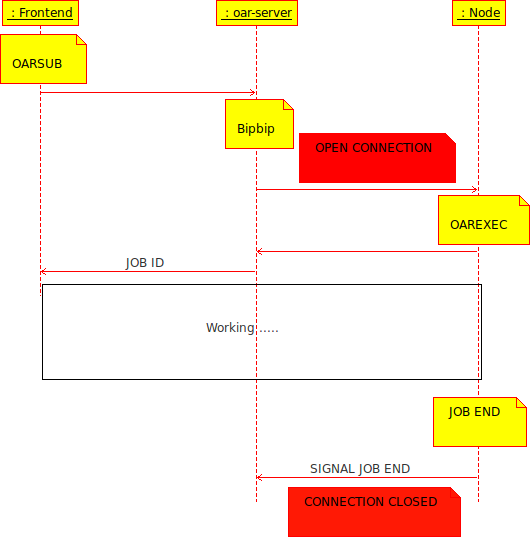 : Frontend
: oar-server
: Node
OARSUB
Bipbip
OPEN CONNECTION
OAREXEC
JOB ID
Working .....
JOB END
SIGNAL JOB END
CONNECTION CLOSED